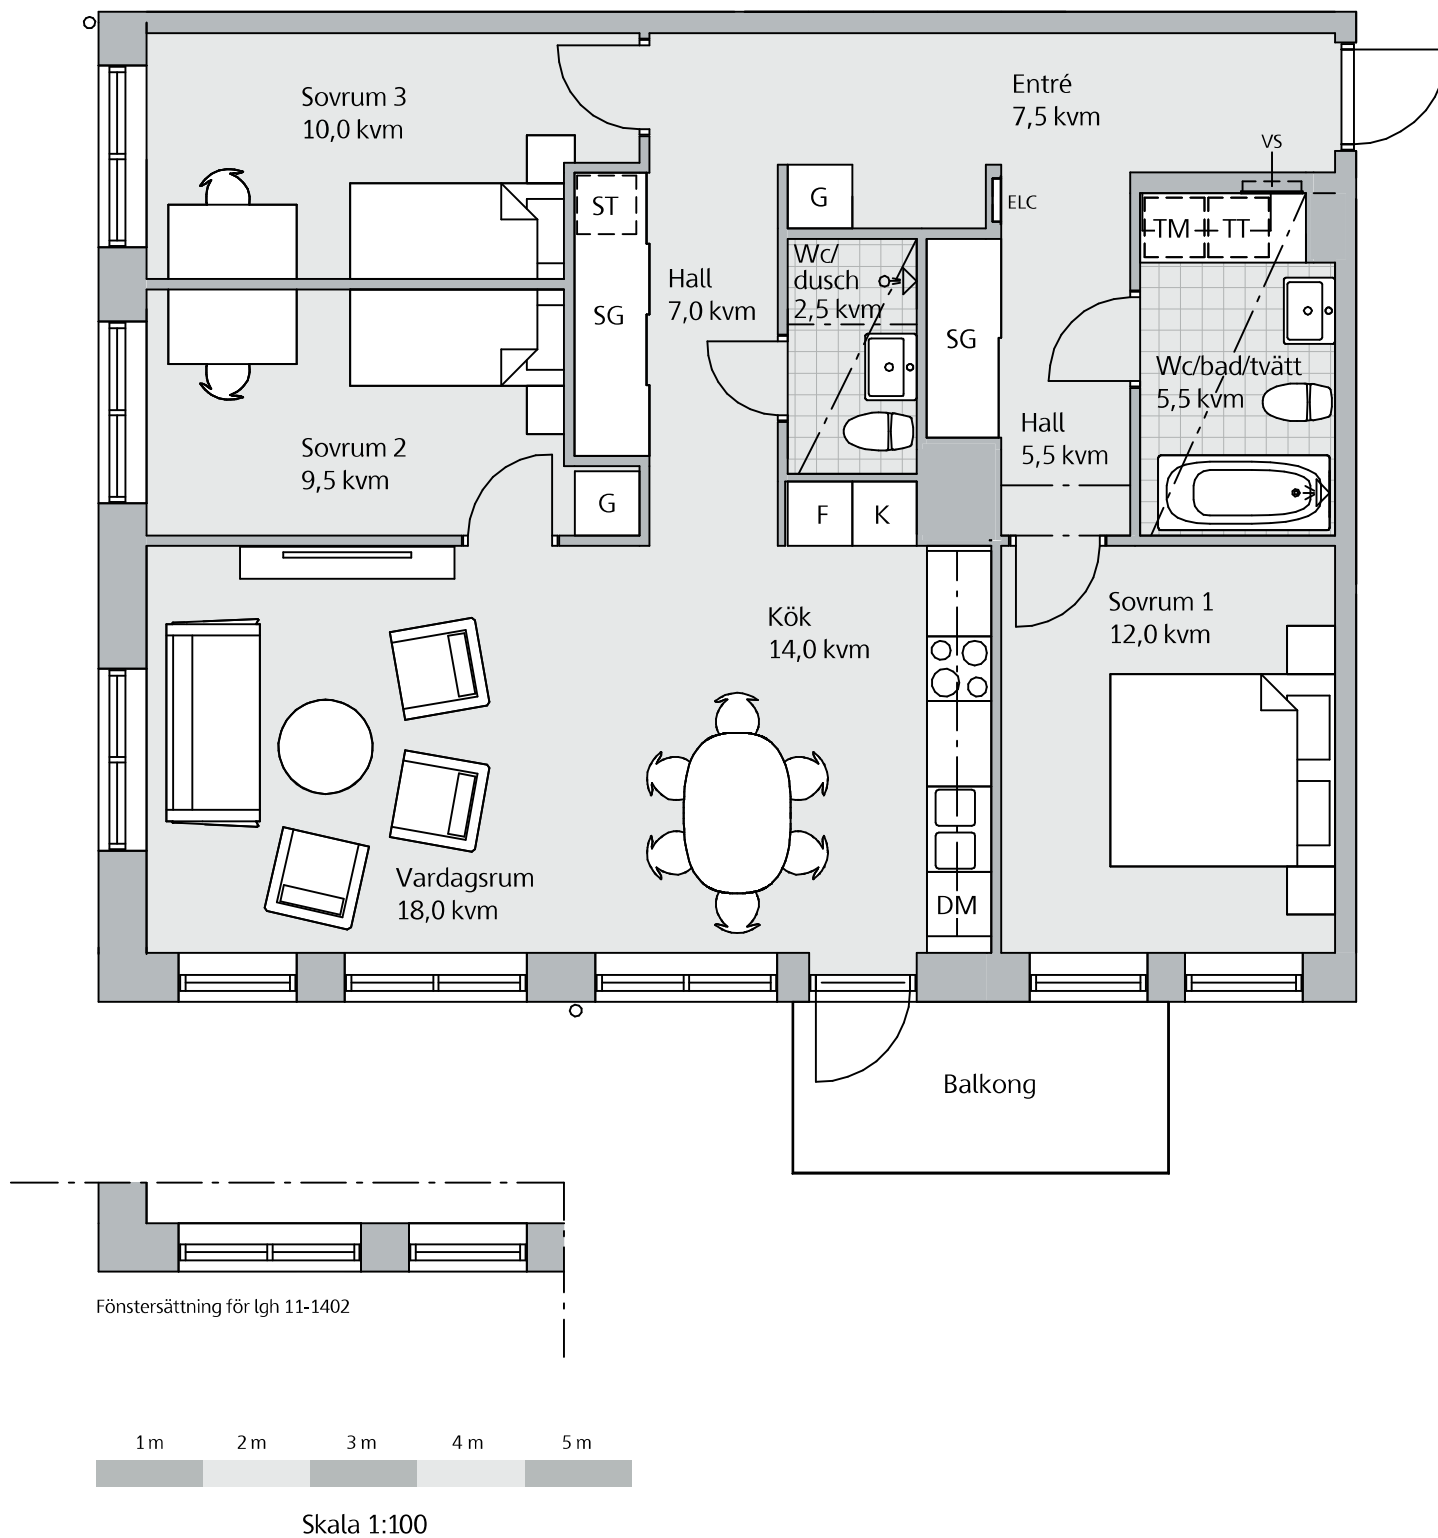 Sovrum 3
10,0 kvm
Entré
7,5 kvm
VS
ELC
G
ST
TM
TT
Wc/
dusch
2,5 kvm
Hall
7,0 kvm
SG
SG
Wc/bad/tvätt
5,5 kvm
Hall
5,5 kvm
Sovrum 2
9,5 kvm
G
F
K
Kök
14,0 kvm
Sovrum 1
12,0 kvm
Vardagsrum
18,0 kvm
DM
Balkong
Fönstersättning för lgh 11-1402
1 m
2 m
3 m
4 m
5 m
Skala 1:100